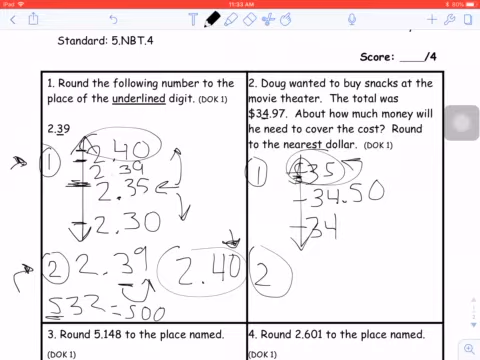 iPad
11:33 AM
80%
Standard: 5.NBT.4
Score: ____/4
1. Round the following number to the
place of the underlined digit. (DOK 1)
2.39
1
2.40
2.39
2.35
2.30
2 2.39 2.40
532=500
2. Doug wanted to buy snacks at the
movie theater. The total was
$34.97. About how much money will
he need to cover the cost? Round
to the nearest dollar. (DOK 1)
1
$35
34.50
34
2
3. Round 5.148 to the place named.
(DOK 1)
4. Round 2.601 to the place named.
(DOK 1)